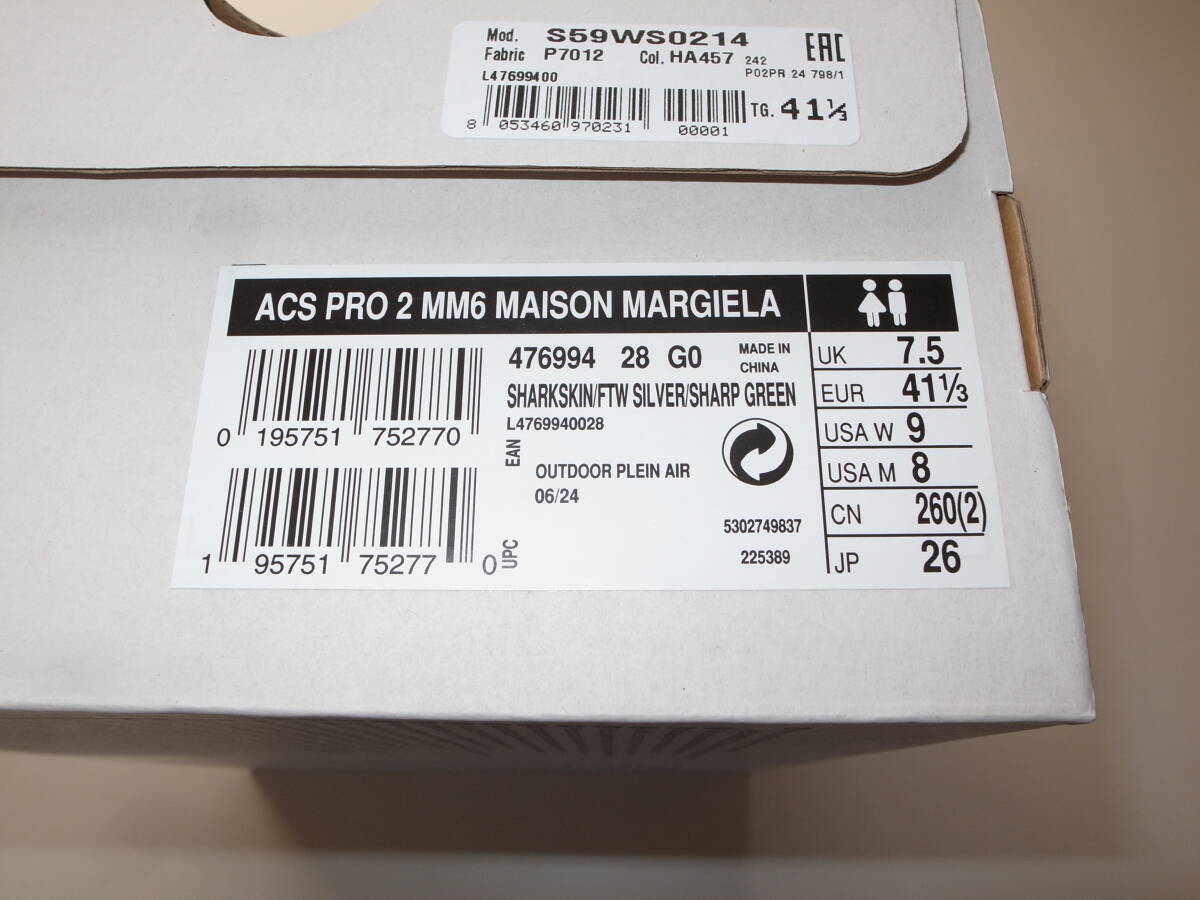 Mod. S59WS0214
Fabric P7012 Col. HA457 242
L47699400 P02PR 24 798/1
EAC
8 053460 970231 00001
TG. 41⅓
ACS PRO 2 MM6 MAISON MARGIELA
476994 28 G0 MADE IN CHINA
SHARKSKIN/FTW SILVER/SHARP GREEN
L4769940028
0 195751 752770 EAN
OUTDOOR PLEIN AIR
06/24
5302749837
1 95751 75277 0 UPC
225389
UK 7.5
EUR 41⅓
USA W 9
USA M 8
CN 260(2)
JP 26